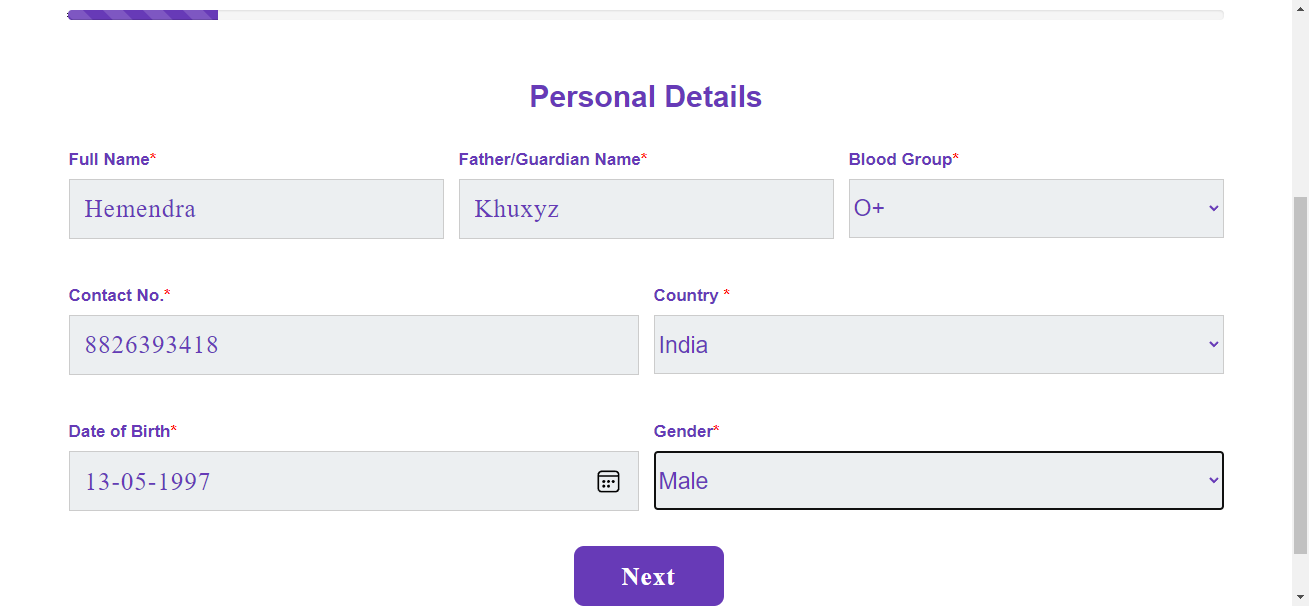 Personal Details
Full Name* Father/Guardian Name* Blood Group*
Hemendra Khuxyz O+
Contact No.* Country *
8826393418 India
Date of Birth* Gender*
13-05-1997 Male
Next